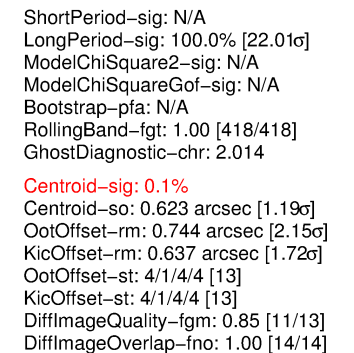 ShortPeriod-sig: N/A
LongPeriod-sig: 100.0% [22.01σ]
ModelChiSquare2-sig: N/A
ModelChiSquareGof-sig: N/A
Bootstrap-pfa: N/A
RollingBand-fgt: 1.00 [418/418]
GhostDiagnostic-chr: 2.014
Centroid-sig: 0.1%
Centroid-so: 0.623 arcsec [1.19σ]
OotOffset-rm: 0.744 arcsec [2.15σ]
KicOffset-rm: 0.637 arcsec [1.72σ]
OotOffset-st: 4/1/4/4 [13]
KicOffset-st: 4/1/4/4 [13]
DiffImageQuality-fgm: 0.85 [11/13]
DiffImageOverlap-fno: 1.00 [14/14]